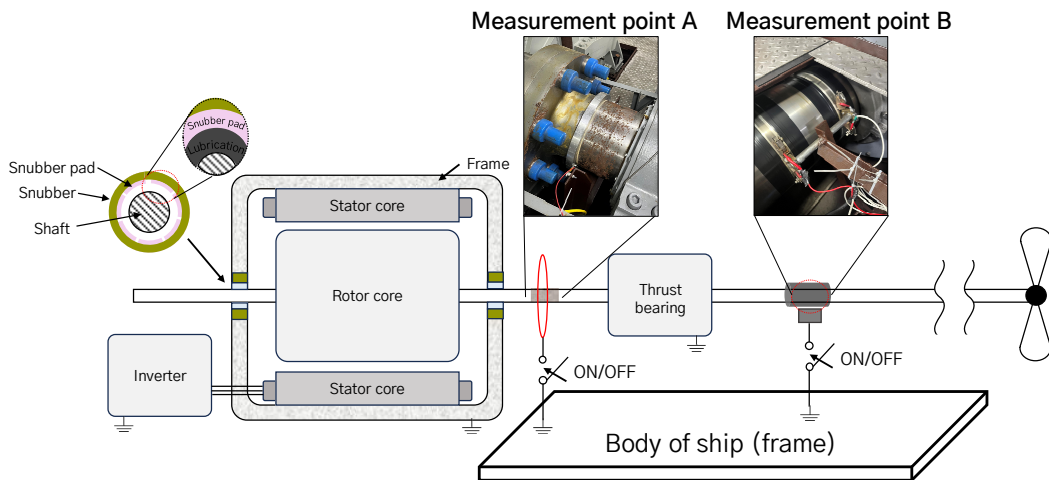 Measurement point A
Measurement point B
Snubber pad
Lubrication
Snubber pad
Snubber
Shaft
Frame
Stator core
Rotor core
Thrust
bearing
Inverter
Stator core
ON/OFF
ON/OFF
Body of ship (frame)